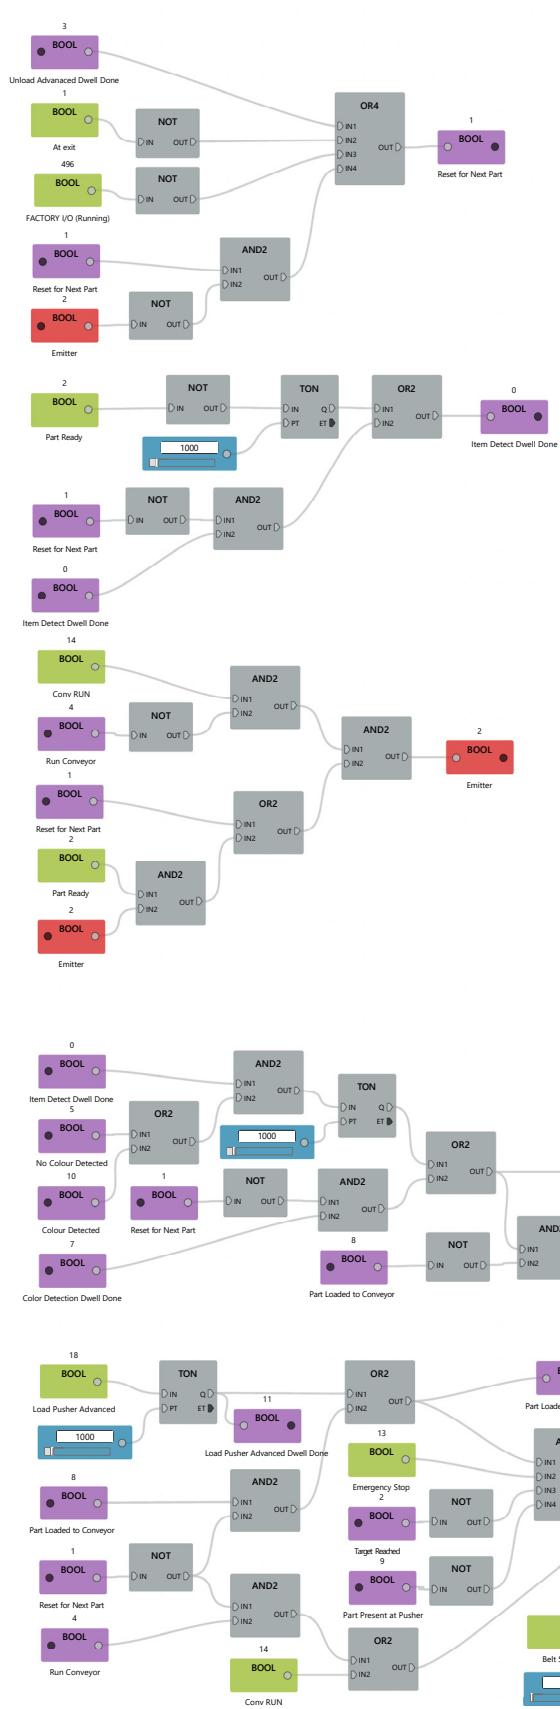 3
BOOL
Unload Advanaced Dwell Done
1
BOOL
At exit
NOT
IN OUT
496
BOOL
FACTORY I/O (Running)
NOT
IN OUT
OR4
IN1
IN2
IN3
IN4
OUT
1
BOOL
Reset for Next Part
1
BOOL
Reset for Next Part
2
BOOL
Emitter
NOT
IN OUT
AND2
IN1
IN2
OUT
2
BOOL
Part Ready
NOT
IN OUT
1000
TON
IN Q
PT ET
OR2
IN1
IN2
OUT
0
BOOL
Item Detect Dwell Done
1
BOOL
Reset for Next Part
NOT
IN OUT
AND2
IN1
IN2
OUT
0
BOOL
Item Detect Dwell Done
14
BOOL
Conv RUN
4
BOOL
Run Conveyor
NOT
IN OUT
AND2
IN1
IN2
OUT
AND2
IN1
IN2
OUT
2
BOOL
Emitter
1
BOOL
Reset for Next Part
2
BOOL
Part Ready
2
BOOL
Emitter
AND2
IN1
IN2
OUT
OR2
IN1
IN2
OUT
0
BOOL
Item Detect Dwell Done
5
BOOL
No Colour Detected
10
BOOL
Colour Detected
OR2
IN1
IN2
OUT
AND2
IN1
IN2
OUT
1000
TON
IN Q
PT ET
1
BOOL
Reset for Next Part
NOT
IN OUT
7
BOOL
Color Detection Dwell Done
AND2
IN1
IN2
OUT
OR2
IN1
IN2
OUT
8
BOOL
Part Loaded to Conveyor
NOT
IN OUT
IN1
IN2
18
BOOL
Load Pusher Advanced
1000
TON
IN Q
PT ET
11
BOOL
Load Pusher Advanced Dwell Done
OR2
IN1
IN2
OUT
8
BOOL
Part Loaded to Conveyor
AND2
IN1
IN2
OUT
1
BOOL
Reset for Next Part
NOT
IN OUT
4
BOOL
Run Conveyor
AND2
IN1
IN2
OUT
14
BOOL
Conv RUN
13
BOOL
Emergency Stop
2
BOOL
Target Reached
NOT
IN OUT
9
BOOL
Part Present at Pusher
NOT
IN OUT
OR2
IN1
IN2
OUT
Part
IN1
IN2
IN3
IN4
Belt